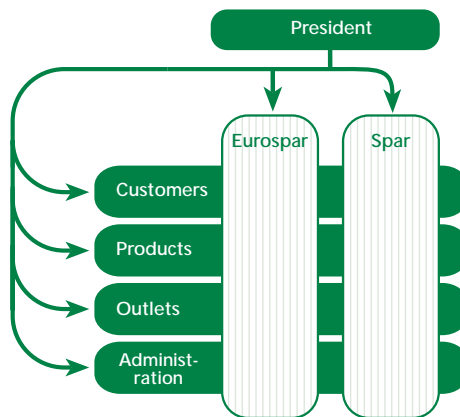 President
Eurospar
Spar
Customers
Products
Outlets
Administ-
ration